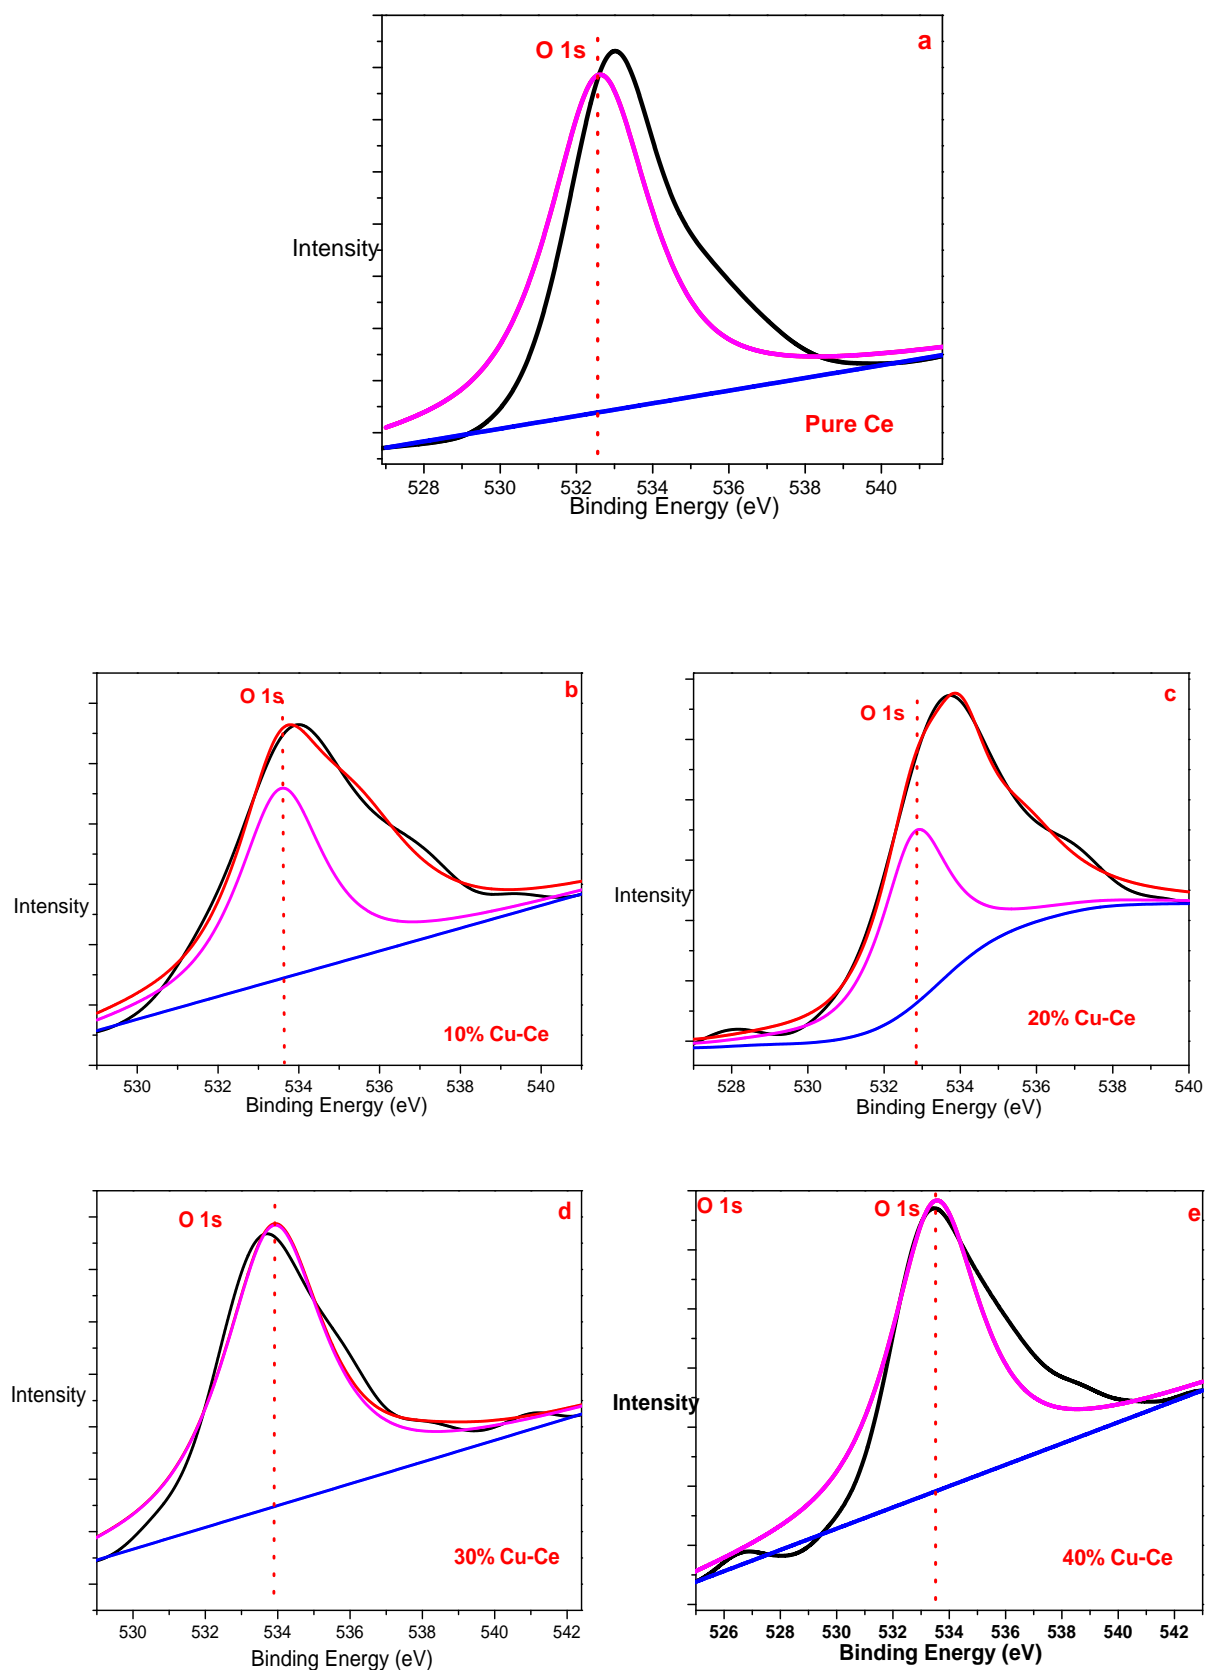 O 1s
a
Intensity
Pure Ce
528 530 532 534 536 538 540
Binding Energy (eV)
O 1s
b
Intensity
10% Cu-Ce
530 532 534 536 538 540
Binding Energy (eV)
O 1s
c
Intensity
20% Cu-Ce
528 530 532 534 536 538 540
Binding Energy (eV)
O 1s
d
Intensity
30% Cu-Ce
530 532 534 536 538 540 542
Binding Energy (eV)
O 1s
O 1s
e
Intensity
40% Cu-Ce
526 528 530 532 534 536 538 540 542
Binding Energy (eV)